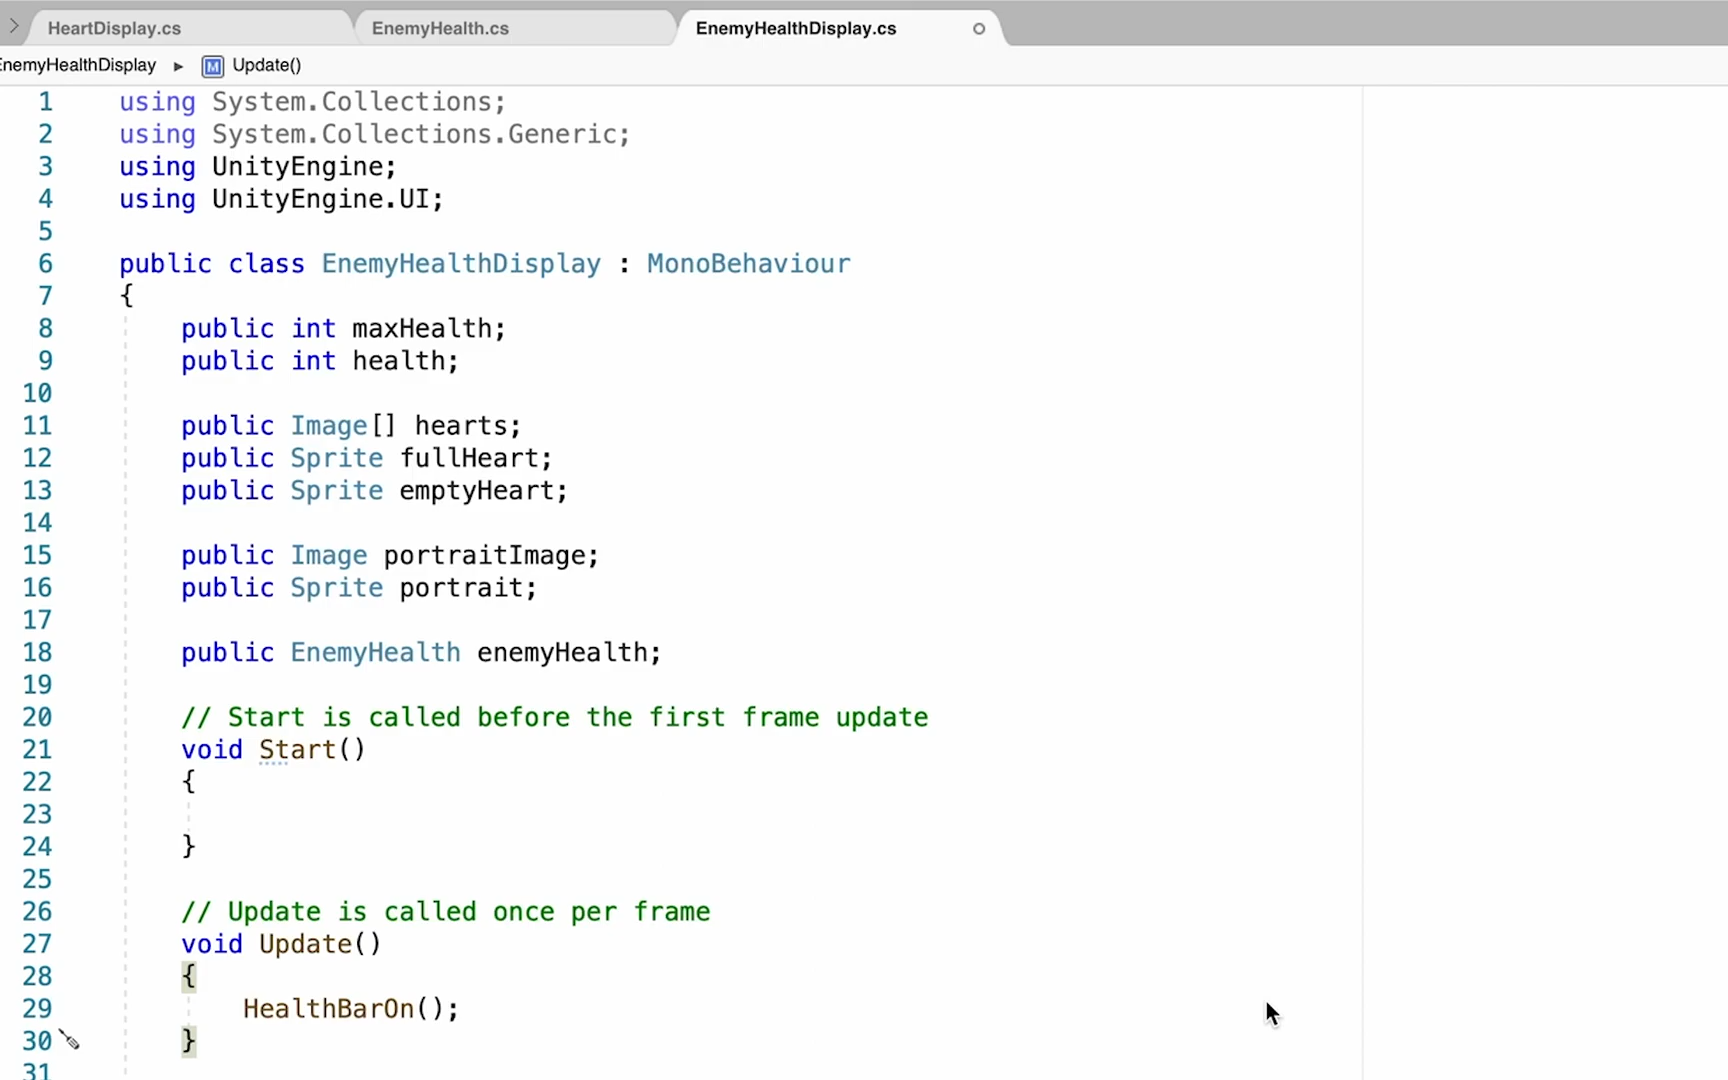 HeartDisplay.cs EnemyHealth.cs EnemyHealthDisplay.cs
EnemyHealthDisplay ▸ M Update()
1 using System.Collections;
2 using System.Collections.Generic;
3 using UnityEngine;
4 using UnityEngine.UI;
5
6 public class EnemyHealthDisplay : MonoBehaviour
7 {
8 public int maxHealth;
9 public int health;
10
11 public Image[] hearts;
12 public Sprite fullHeart;
13 public Sprite emptyHeart;
14
15 public Image portraitImage;
16 public Sprite portrait;
17
18 public EnemyHealth enemyHealth;
19
20 // Start is called before the first frame update
21 void Start()
22 {
23
24 }
25
26 // Update is called once per frame
27 void Update()
28 {
29 HealthBarOn();
30 }
31